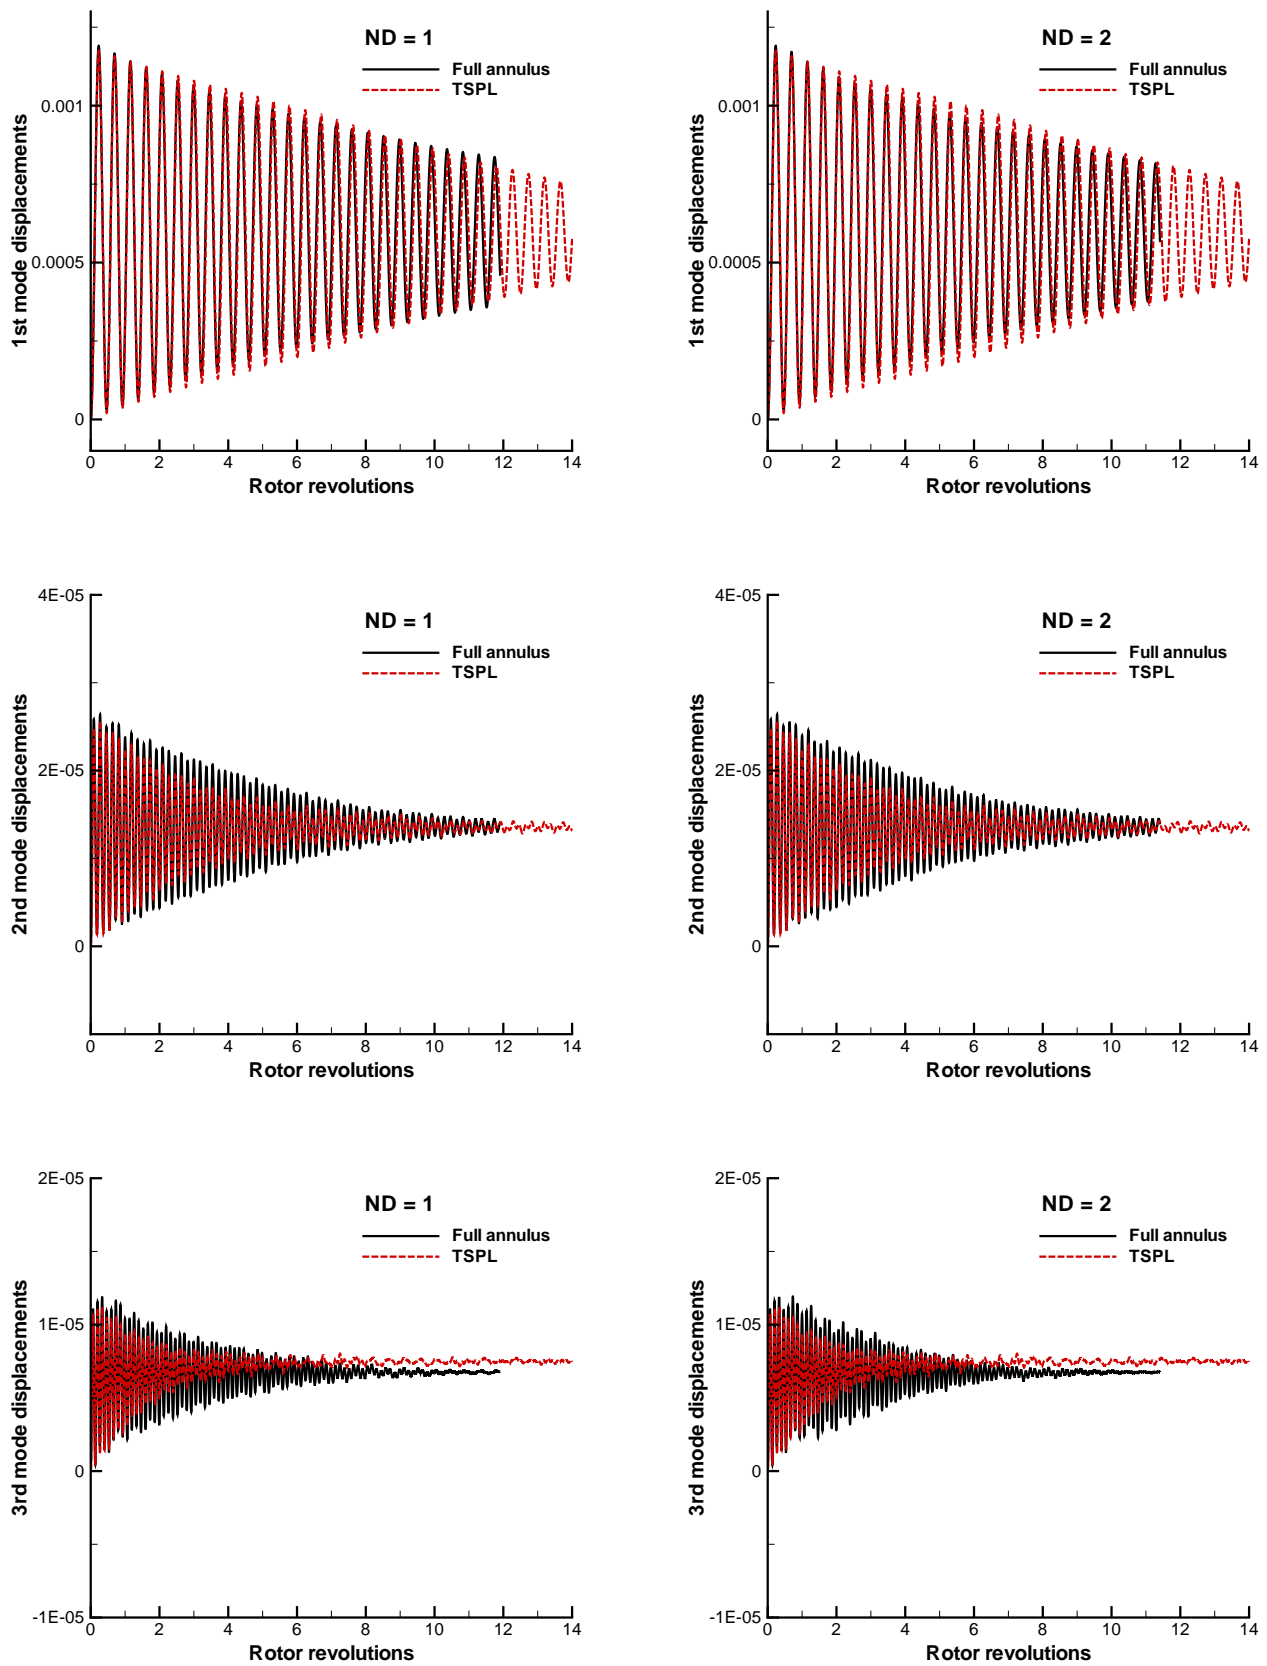 ND = 1
Full annulus
TSPL
1st mode displacements
0.001
0.0005
0
0 2 4 6 8 10 12 14
Rotor revolutions
ND = 2
Full annulus
TSPL
1st mode displacements
0.001
0.0005
0
0 2 4 6 8 10 12 14
Rotor revolutions
ND = 1
Full annulus
TSPL
2nd mode displacements
4E-05
2E-05
0
0 2 4 6 8 10 12 14
Rotor revolutions
ND = 2
Full annulus
TSPL
2nd mode displacements
4E-05
2E-05
0
0 2 4 6 8 10 12 14
Rotor revolutions
ND = 1
Full annulus
TSPL
3rd mode displacements
2E-05
1E-05
0
-1E-05
0 2 4 6 8 10 12 14
Rotor revolutions
ND = 2
Full annulus
TSPL
3rd mode displacements
2E-05
1E-05
0
-1E-05
0 2 4 6 8 10 12 14
Rotor revolutions